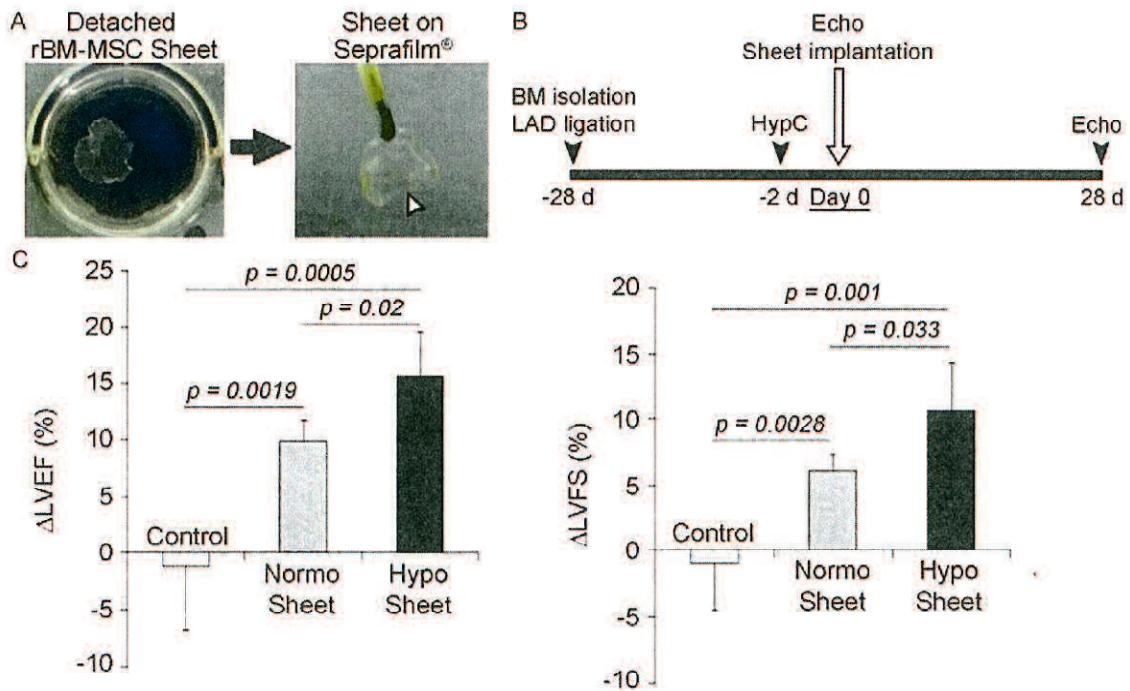 A
Detached
rBM-MSC Sheet
Sheet on
Seprafilm®
B
Echo
Sheet implantation
BM isolation
LAD ligation
HypC
Echo
-28 d
-2 d
Day 0
28 d
C
ΔLVEF (%)
25
20
15
10
5
0
-5
-10
p = 0.0005
p = 0.02
p = 0.0019
Control
Normo
Sheet
Hypo
Sheet
ΔLVFS (%)
20
15
10
5
0
-5
-10
p = 0.001
p = 0.033
p = 0.0028
Control
Normo
Sheet
Hypo
Sheet